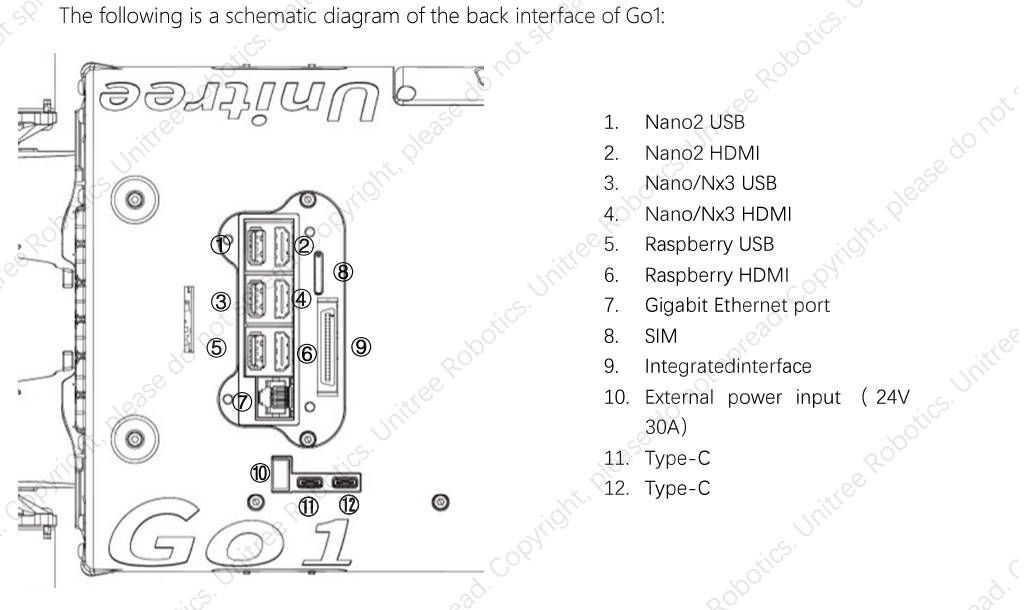 The following is a schematic diagram of the back interface of Go1:
Unitree
① ②
⑧
③ ④
⑤ ⑥ ⑨
⑦
⑩
⑪ ⑫
Go1
1. Nano2 USB
2. Nano2 HDMI
3. Nano/Nx3 USB
4. Nano/Nx3 HDMI
5. Raspberry USB
6. Raspberry HDMI
7. Gigabit Ethernet port
8. SIM
9. Integratedinterface
10. External power input （24V
30A）
11. Type-C
12. Type-C
Unitree Robotics. Copyright, please do not spread.